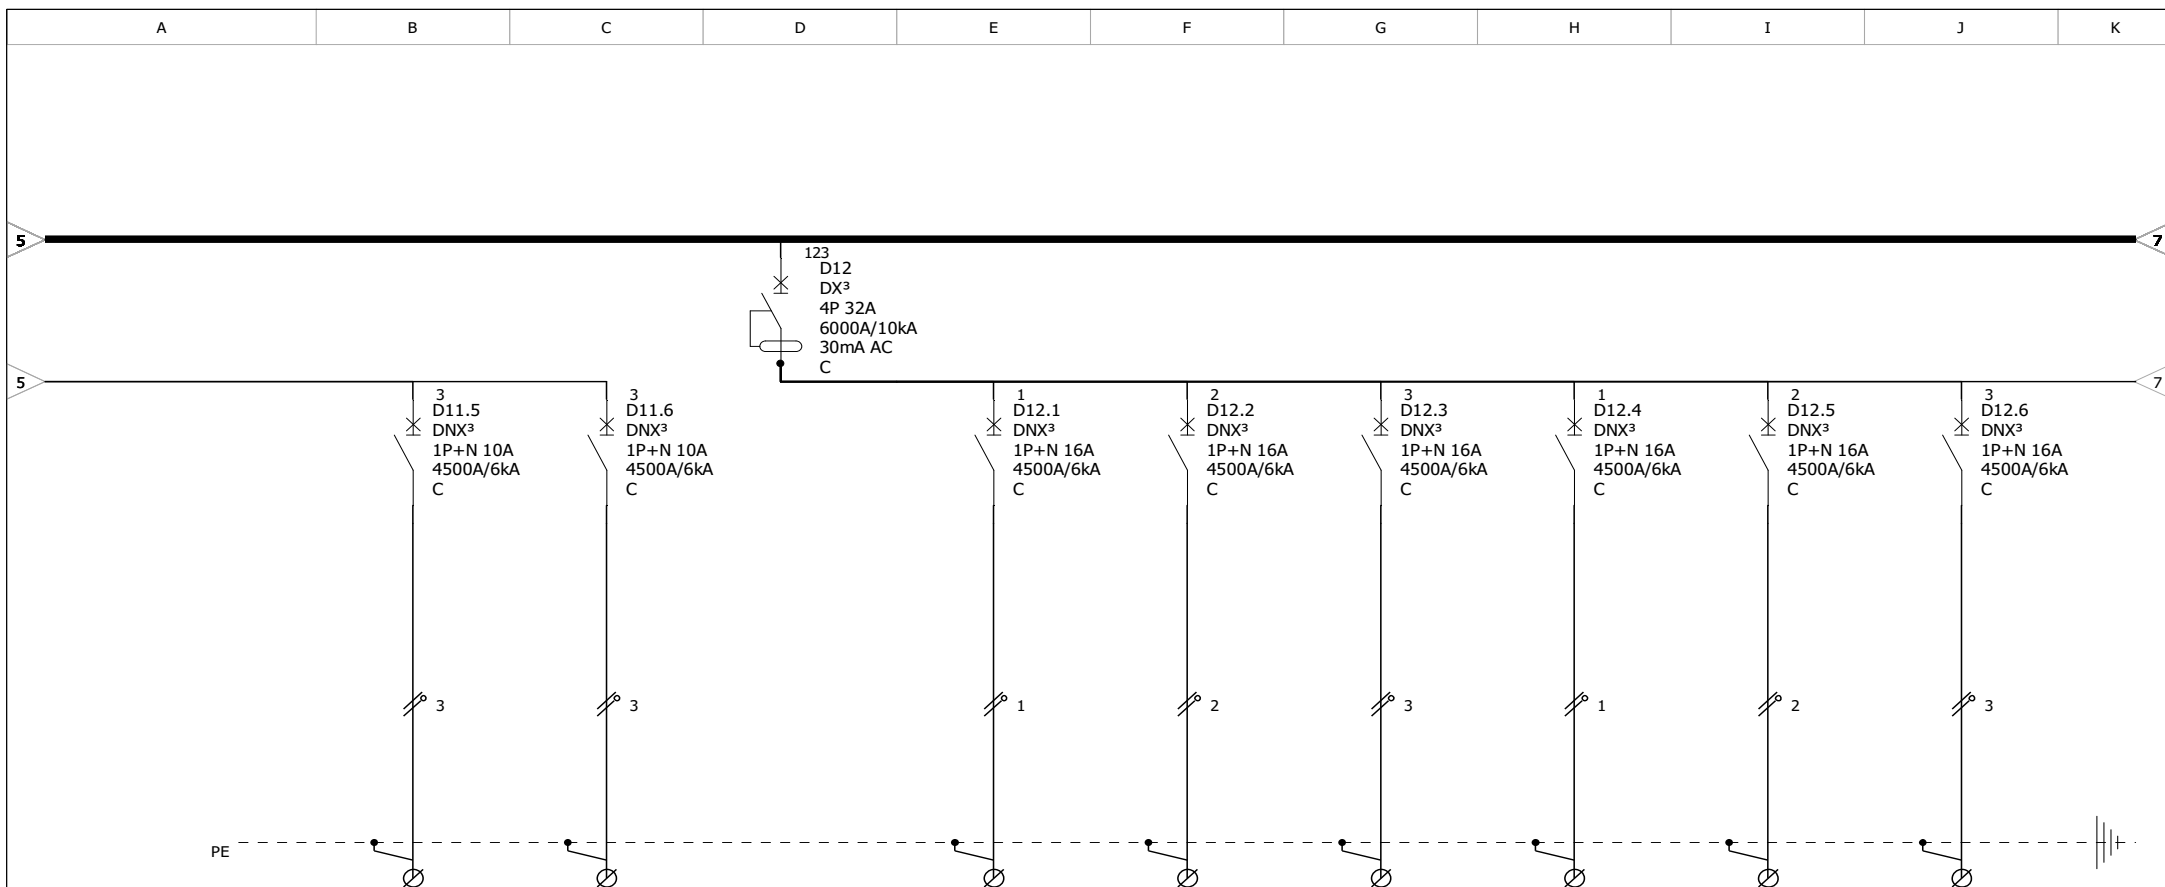 A B C D E F G H I J K
5 7
123
D12
DX³
4P 32A
6000A/10kA
30mA AC
C
5 7
3
D11.5
DNX³
1P+N 10A
4500A/6kA
C
3
D11.6
DNX³
1P+N 10A
4500A/6kA
C
1
D12.1
DNX³
1P+N 16A
4500A/6kA
C
2
D12.2
DNX³
1P+N 16A
4500A/6kA
C
3
D12.3
DNX³
1P+N 16A
4500A/6kA
C
1
D12.4
DNX³
1P+N 16A
4500A/6kA
C
2
D12.5
DNX³
1P+N 16A
4500A/6kA
C
3
D12.6
DNX³
1P+N 16A
4500A/6kA
C
3 3 1 2 3 1 2 3
PE